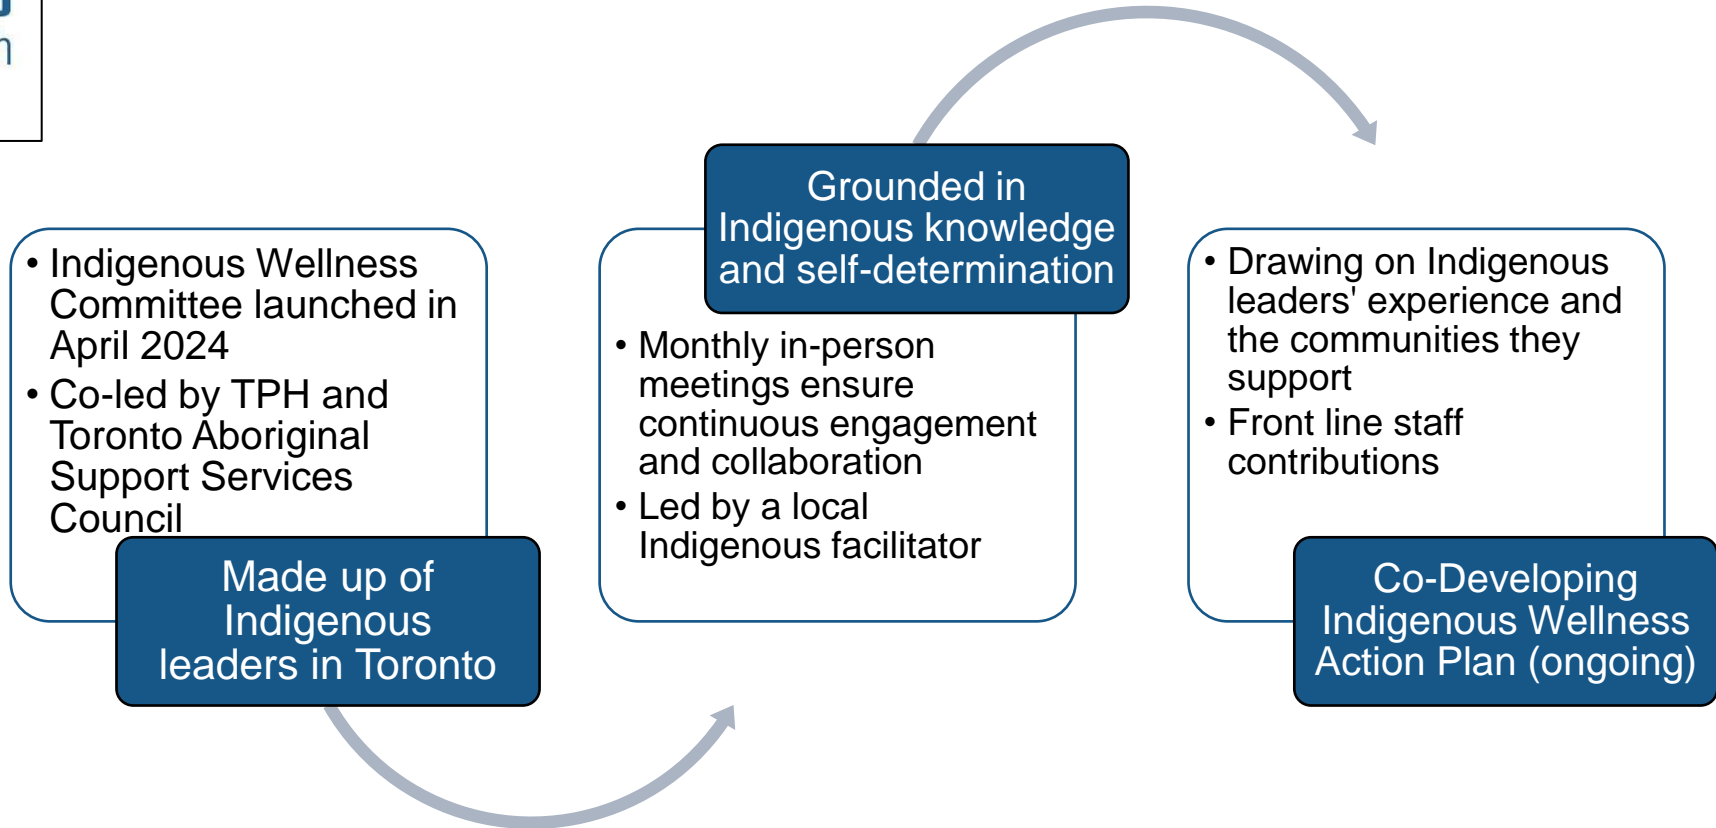 • Indigenous Wellness
Committee launched in
April 2024
• Co-led by TPH and
Toronto Aboriginal
Support Services
Council
Made up of
Indigenous
leaders in Toronto
Grounded in
Indigenous knowledge
and self-determination
• Monthly in-person
meetings ensure
continuous engagement
and collaboration
• Led by a local
Indigenous facilitator
• Drawing on Indigenous
leaders' experience and
the communities they
support
• Front line staff
contributions
Co-Developing
Indigenous Wellness
Action Plan (ongoing)